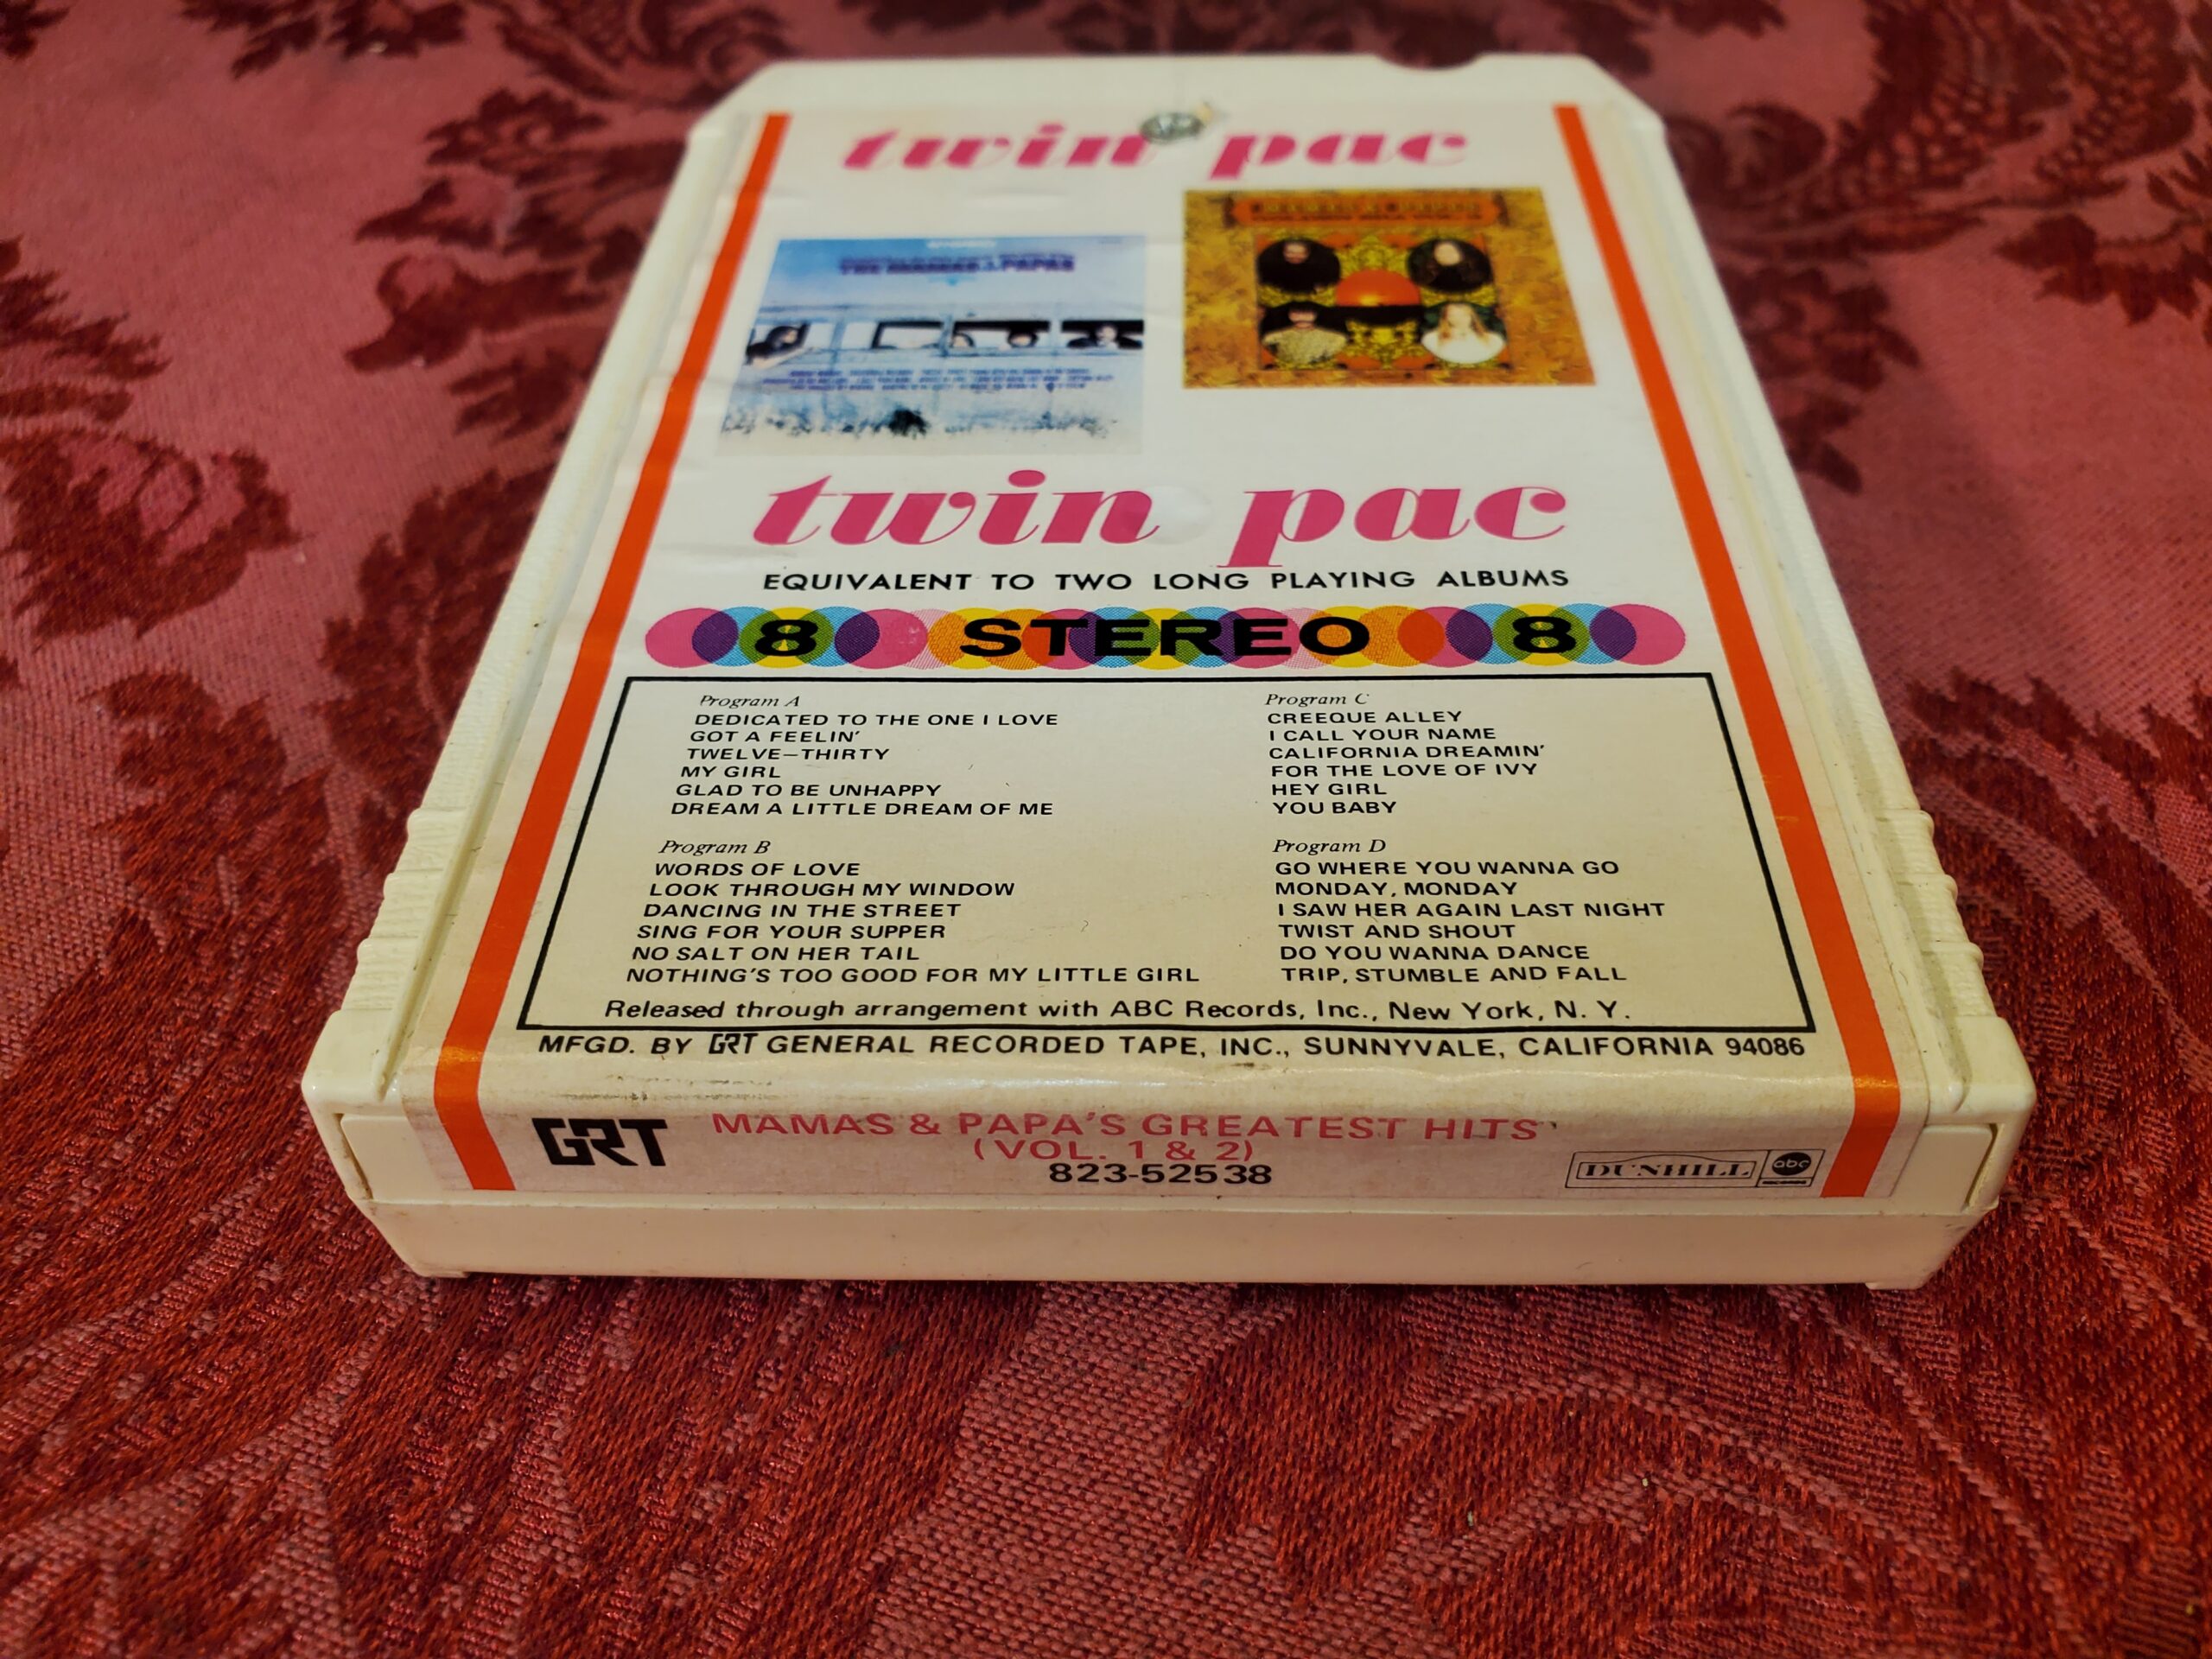 twin pac
THE MAMAS & PAPAS
twin pac
EQUIVALENT TO TWO LONG PLAYING ALBUMS
8 STEREO 8
Program A
DEDICATED TO THE ONE I LOVE
GOT A FEELIN'
TWELVE—THIRTY
MY GIRL
GLAD TO BE UNHAPPY
DREAM A LITTLE DREAM OF ME
Program B
WORDS OF LOVE
LOOK THROUGH MY WINDOW
DANCING IN THE STREET
SING FOR YOUR SUPPER
NO SALT ON HER TAIL
NOTHING'S TOO GOOD FOR MY LITTLE GIRL
Program C
CREEQUE ALLEY
I CALL YOUR NAME
CALIFORNIA DREAMIN'
FOR THE LOVE OF IVY
HEY GIRL
YOU BABY
Program D
GO WHERE YOU WANNA GO
MONDAY, MONDAY
I SAW HER AGAIN LAST NIGHT
TWIST AND SHOUT
DO YOU WANNA DANCE
TRIP, STUMBLE AND FALL
Released through arrangement with ABC Records, Inc., New York, N. Y.
MFGD. BY GRT GENERAL RECORDED TAPE, INC., SUNNYVALE, CALIFORNIA 94086
GRT
MAMAS & PAPA'S GREATEST HITS
(VOL. 1 & 2)
823-52538
DUNHILL abc
RECORDS